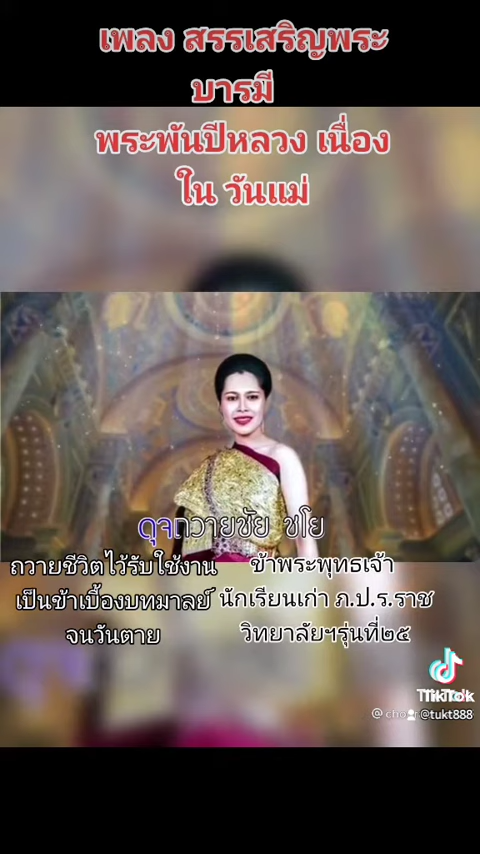 เพลง สรรเสริญพระ
บารมี
พระพันปีหลวง เนื่อง
ใน วันแม่
ดุจถวายชัย ชโย
ถวายชีวิตไว้รับใช้งาน
เป็นข้าเบื้องบทมาลย์
จนวันตาย
ข้าพระพุทธเจ้า
นักเรียนเก่า ภ.ป.ร.ราช
วิทยาลัยฯรุ่นที่๒๕
TikTok
@tukt888